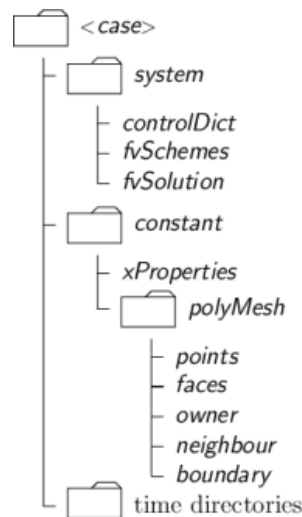 <case>
system
controlDict
fvSchemes
fvSolution
constant
xProperties
polyMesh
points
faces
owner
neighbour
boundary
time directories